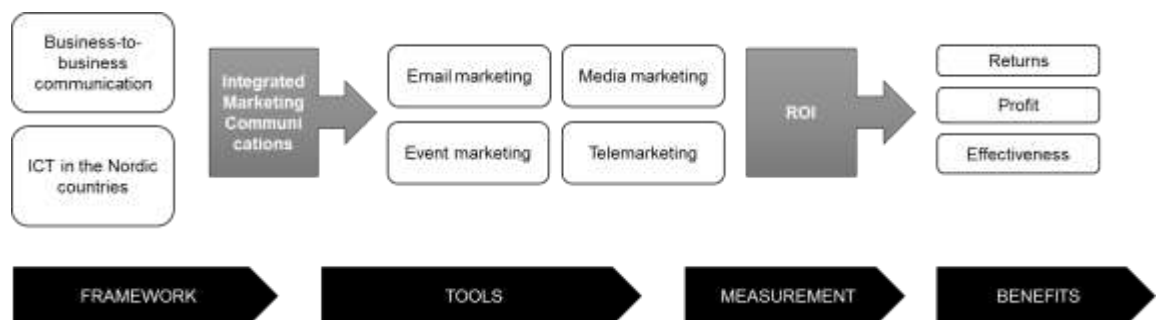 Business-to-
business
communication
ICT in the Nordic
countries
Integrated
Marketing
Communi
cations
Email marketing
Media marketing
Event marketing
Telemarketing
ROI
Returns
Profit
Effectiveness
FRAMEWORK
TOOLS
MEASUREMENT
BENEFITS